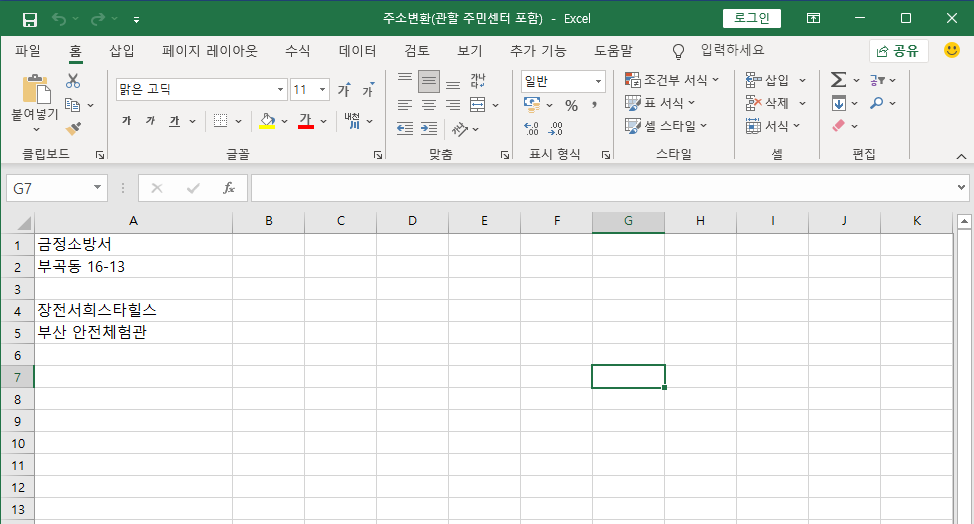 주소변환(관할 주민센터 포함) - Excel 로그인
파일 홈 삽입 페이지 레이아웃 수식 데이터 검토 보기 추가 기능 도움말 입력하세요 공유
붙여넣기
맑은 고딕 11 가 가
가 가 가 내천 川
클립보드 글꼴
가나 다
맞춤
일반
% ,
표시 형식
조건부 서식
표 서식
셀 스타일
스타일
삽입
삭제
서식
셀
편집
G7 fx
A B C D E F G H I J K
1 금정소방서
2 부곡동 16-13
3
4 장전서희스타힐스
5 부산 안전체험관
6
7
8
9
10
11
12
13